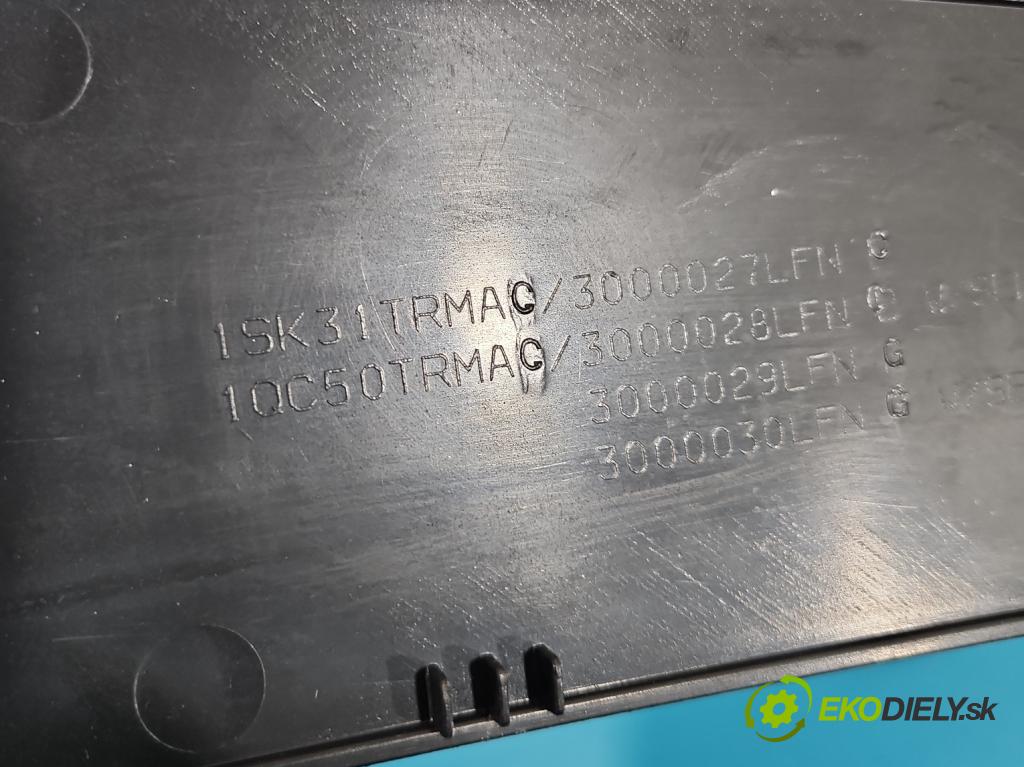 1SK31TRMAC/3000027LFN C
1QC50TRMAC/3000028LFN C
3000029LFN G
3000030LFN G
EKODIELY.sk